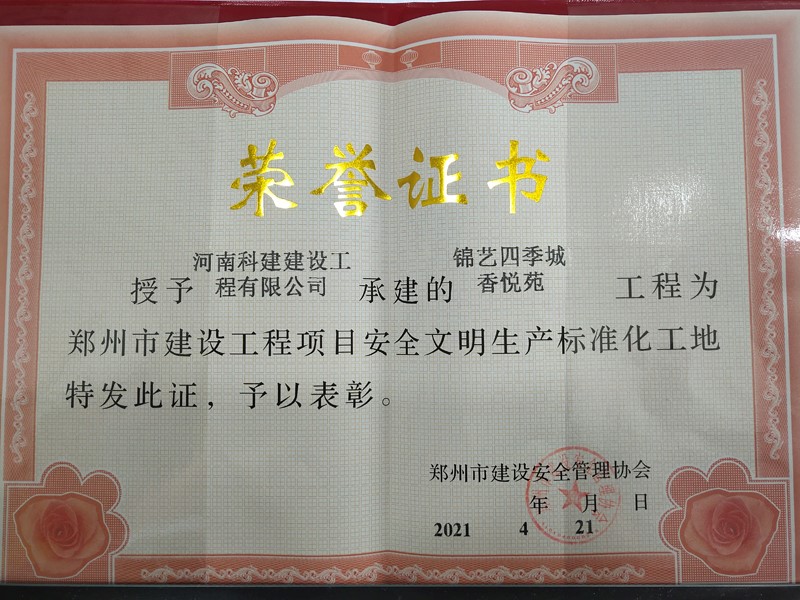 荣誉证书
河南科建建设工 锦艺四季城
授予 程有限公司 承建的 香悦苑 工程为
郑州市建设工程项目安全文明生产标准化工地
特发此证，予以表彰。
郑州市建设安全管理协会
年 月 日
2021 4 21